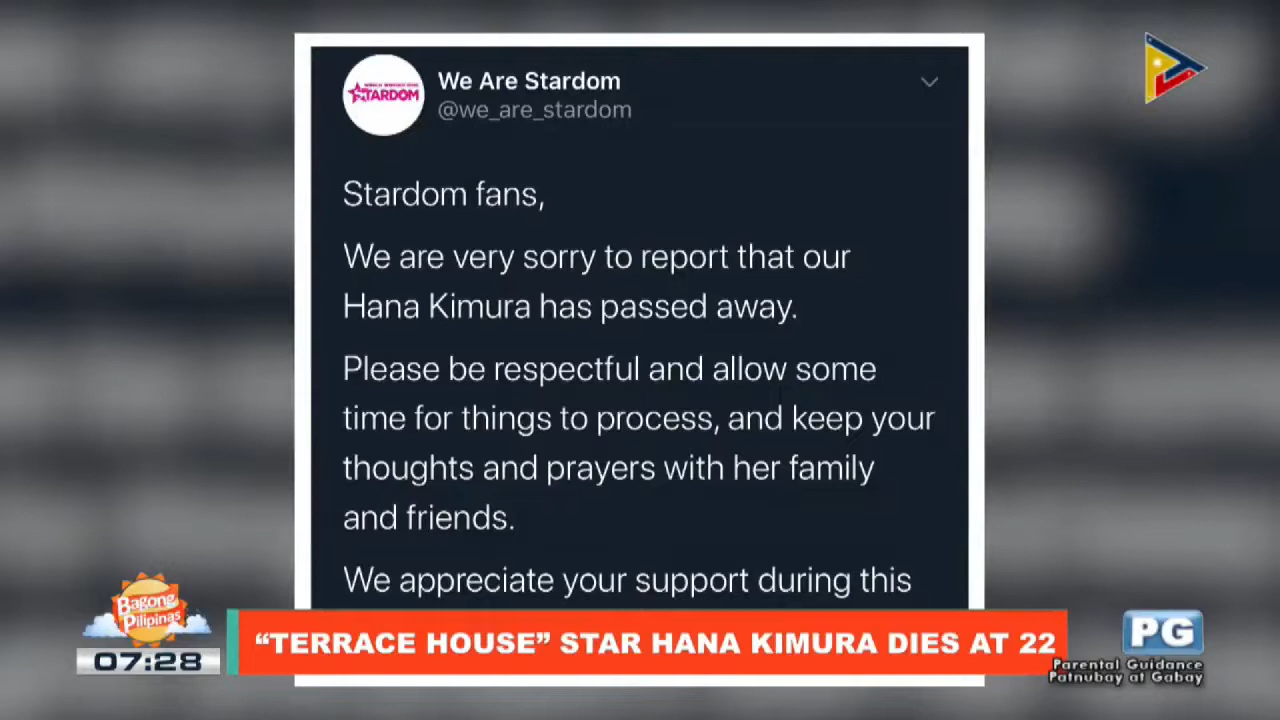 WORLD WONDER RING
STARDOM
We Are Stardom
@we_are_stardom
Stardom fans,
We are very sorry to report that our
Hana Kimura has passed away.
Please be respectful and allow some
time for things to process, and keep your
thoughts and prayers with her family
and friends.
We appreciate your support during this
Bagong
Pilipinas
07:28
“TERRACE HOUSE” STAR HANA KIMURA DIES AT 22
PG
Parental Guidance
Patnubay at Gabay